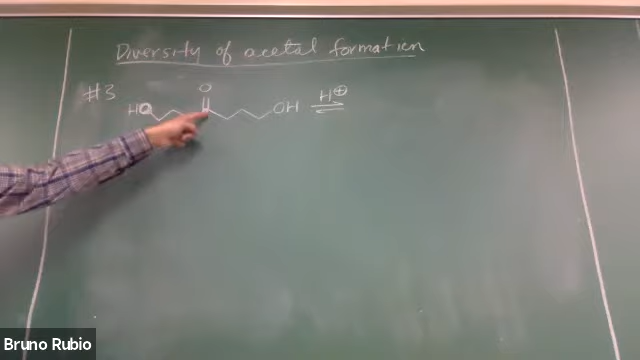 Diversity of acetal formation
#3
O
HO
OH
H⊕
Bruno Rubio